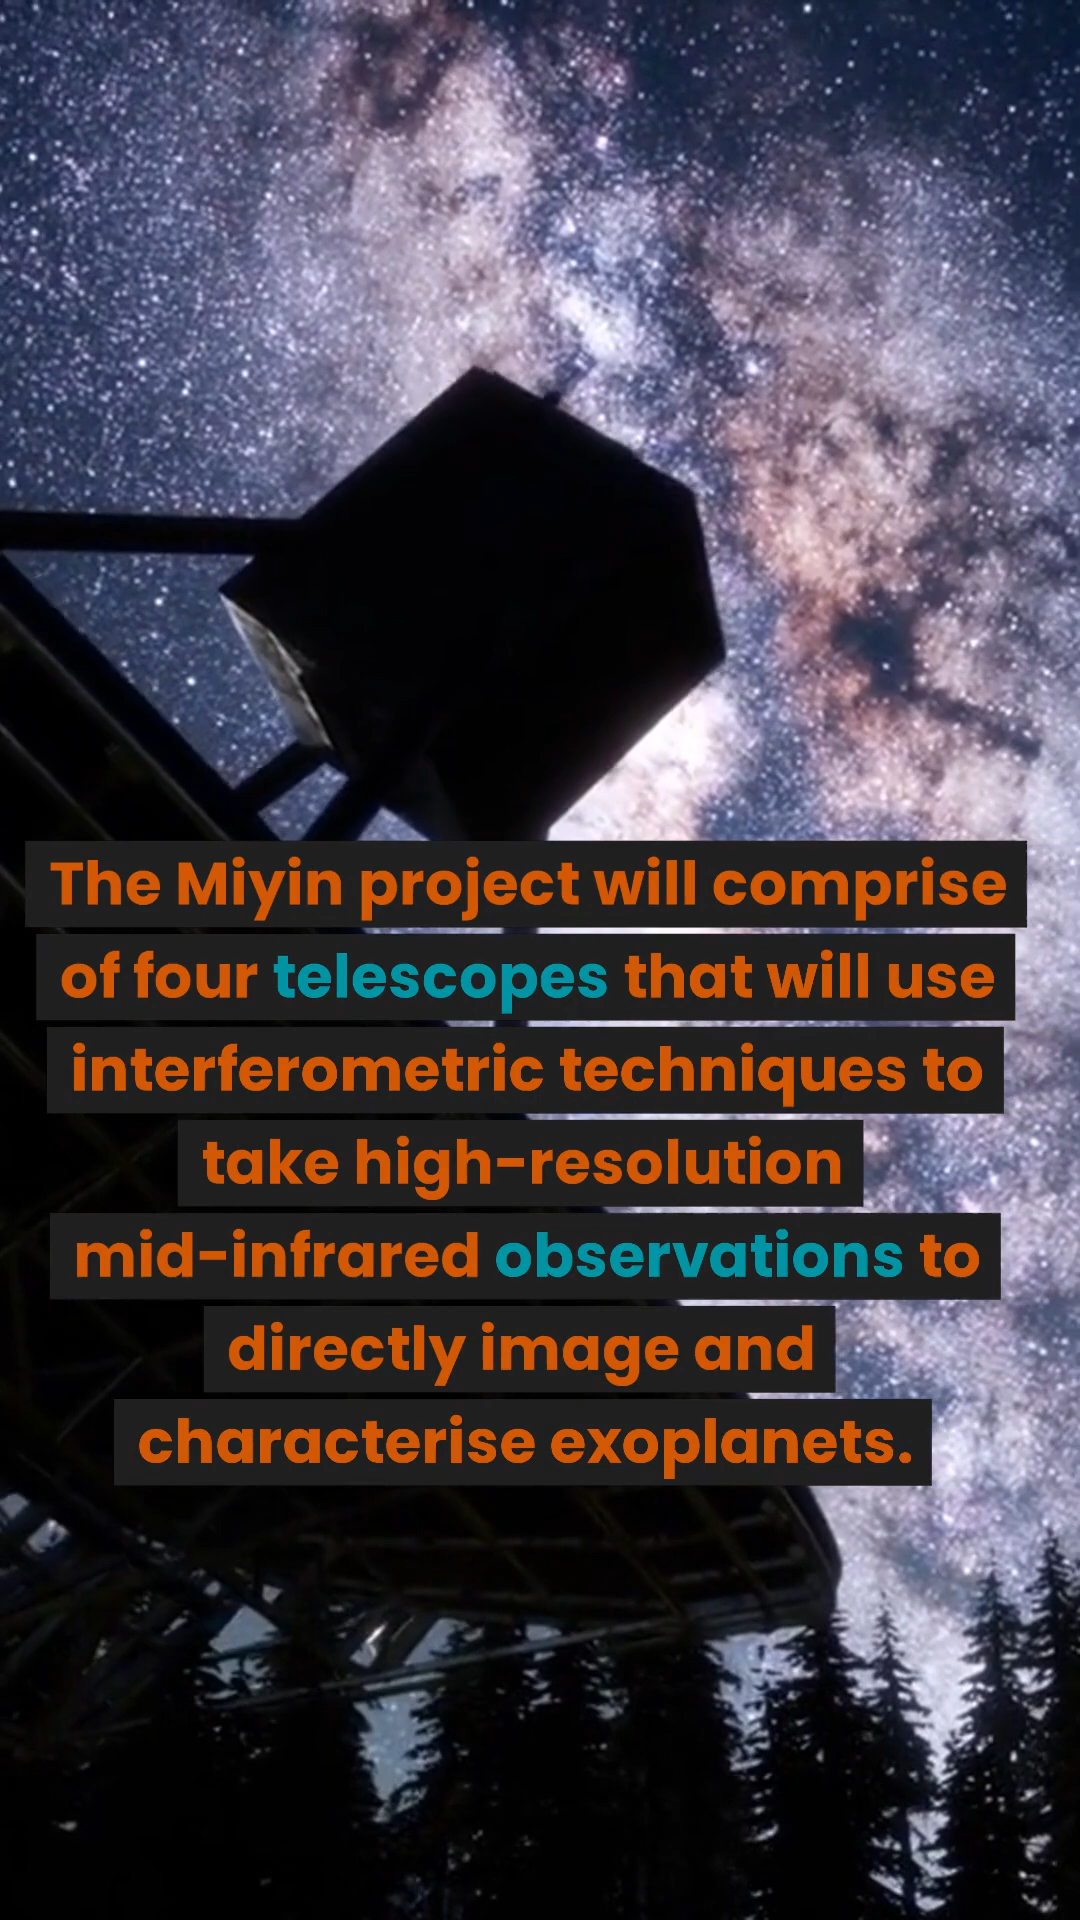 The Miyin project will comprise
of four telescopes that will use
interferometric techniques to
take high-resolution
mid-infrared observations to
directly image and
characterise exoplanets.